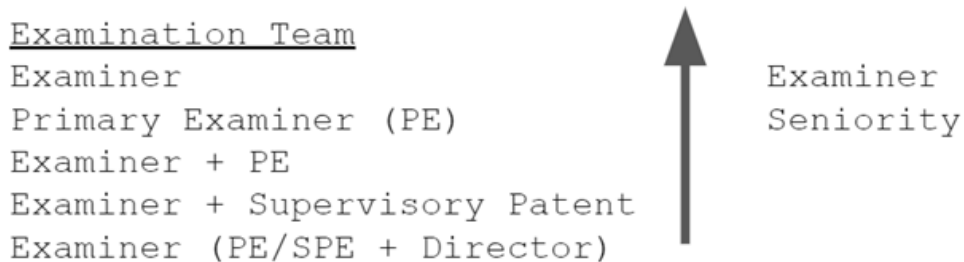 Examination Team
Examiner
Primary Examiner (PE)
Examiner + PE
Examiner + Supervisory Patent
Examiner (PE/SPE + Director)
Examiner
Seniority